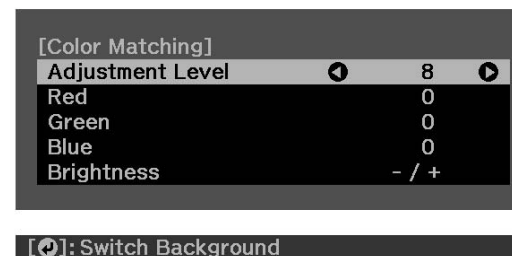 [Color Matching]
Adjustment Level 8
Red 0
Green 0
Blue 0
Brightness - / +
[↵]: Switch Background